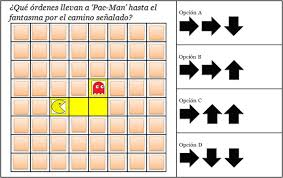 ¿Qué órdenes llevan a 'Pac-Man' hasta el
fantasma por el camino señalado?
Opción A
Opción B
Opción C
Opción D